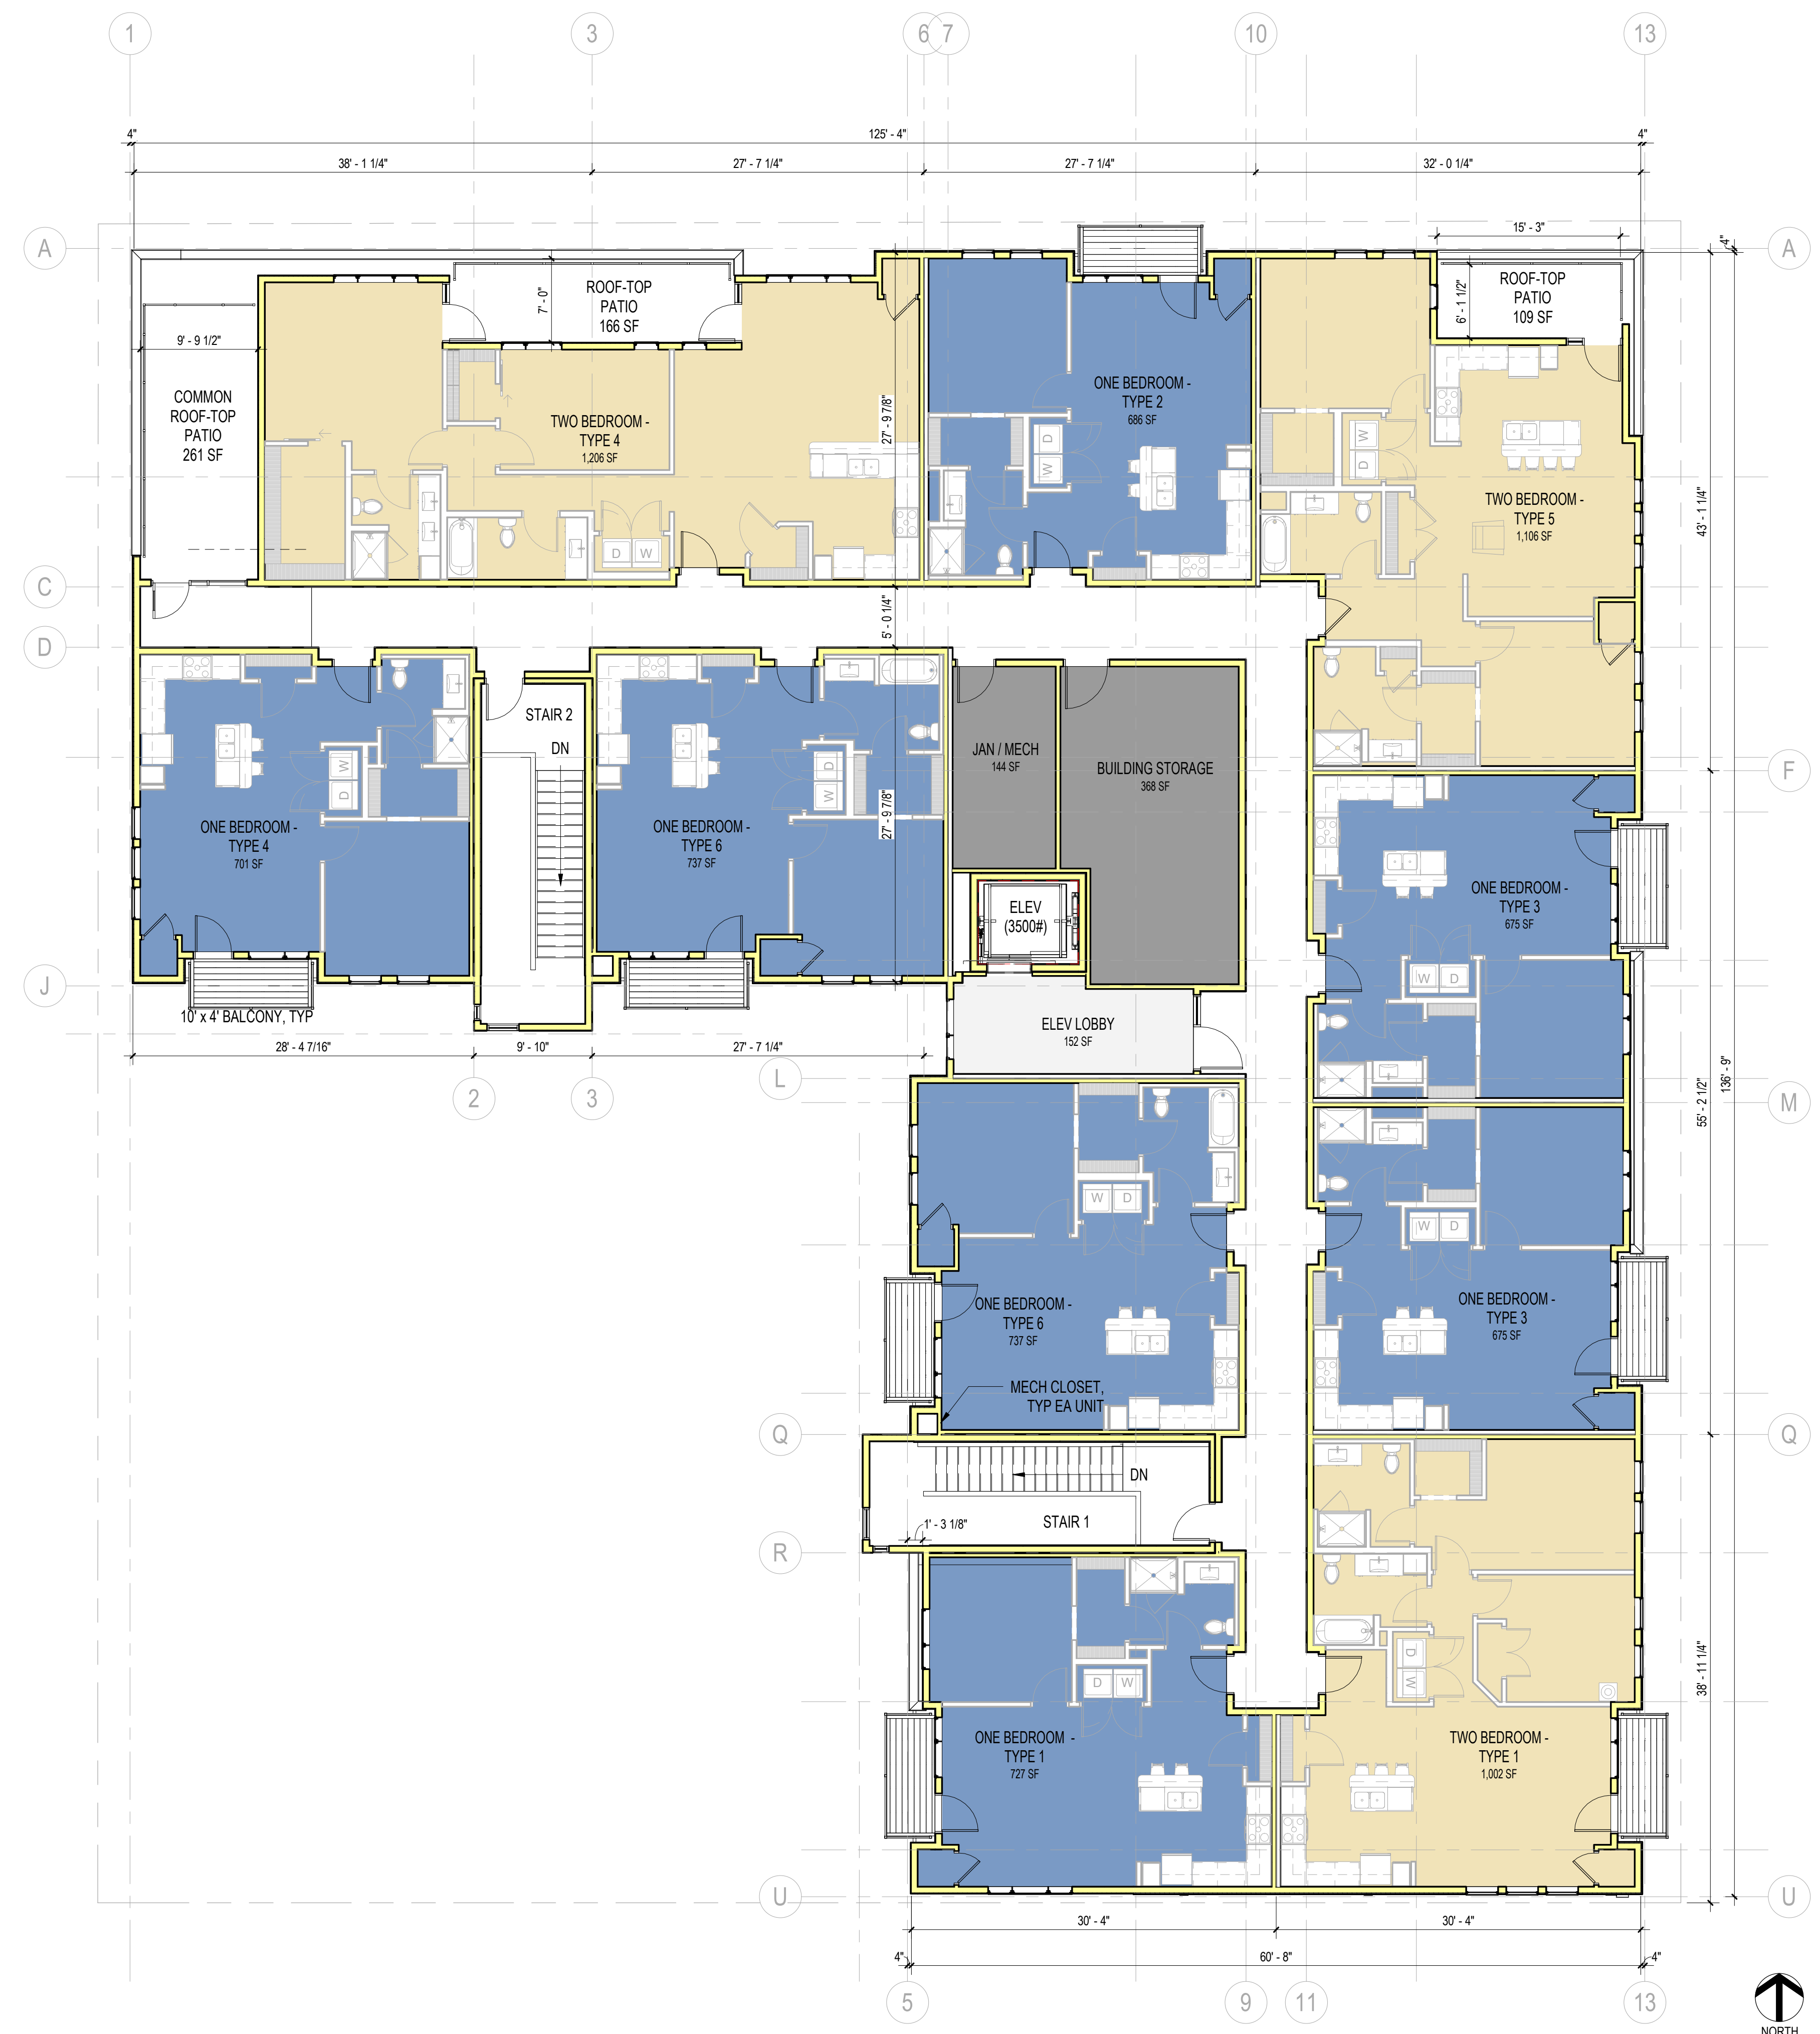 1
3
6
7
10
13
4"
125' - 4"
4"
38' - 1 1/4"
27' - 7 1/4"
27' - 7 1/4"
32' - 0 1/4"
15' - 3"
4"
A
A
ROOF-TOP
PATIO
166 SF
7' - 0"
ROOF-TOP
PATIO
109 SF
6' - 1 1/2"
9' - 9 1/2"
COMMON
ROOF-TOP
PATIO
261 SF
TWO BEDROOM -
TYPE 4
1,206 SF
27' - 9 7/8"
ONE BEDROOM -
TYPE 2
686 SF
D
W
W
D
TWO BEDROOM -
TYPE 5
1,106 SF
43' - 1 1/4"
D
W
C
5' - 0 1/4"
D
STAIR 2
DN
JAN / MECH
144 SF
BUILDING STORAGE
368 SF
W
D
D
W
F
F
ONE BEDROOM -
TYPE 4
701 SF
ONE BEDROOM -
TYPE 6
737 SF
27' - 9 7/8"
ELEV
(3500#)
ONE BEDROOM -
TYPE 3
675 SF
W
D
J
10' x 4' BALCONY, TYP
ELEV LOBBY
152 SF
28' - 4 7/16"
9' - 10"
27' - 7 1/4"
L
2
3
M
55' - 2 1/2"
136' - 9"
W
D
W
D
ONE BEDROOM -
TYPE 6
737 SF
ONE BEDROOM -
TYPE 3
675 SF
MECH CLOSET,
TYP EA UNIT
Q
Q
DN
STAIR 1
1' - 3 1/8"
R
D
W
D
W
38' - 11 1/4"
ONE BEDROOM -
TYPE 1
727 SF
TWO BEDROOM -
TYPE 1
1,002 SF
U
U
30' - 4"
30' - 4"
4"
60' - 8"
4"
5
9
11
13
NORTH